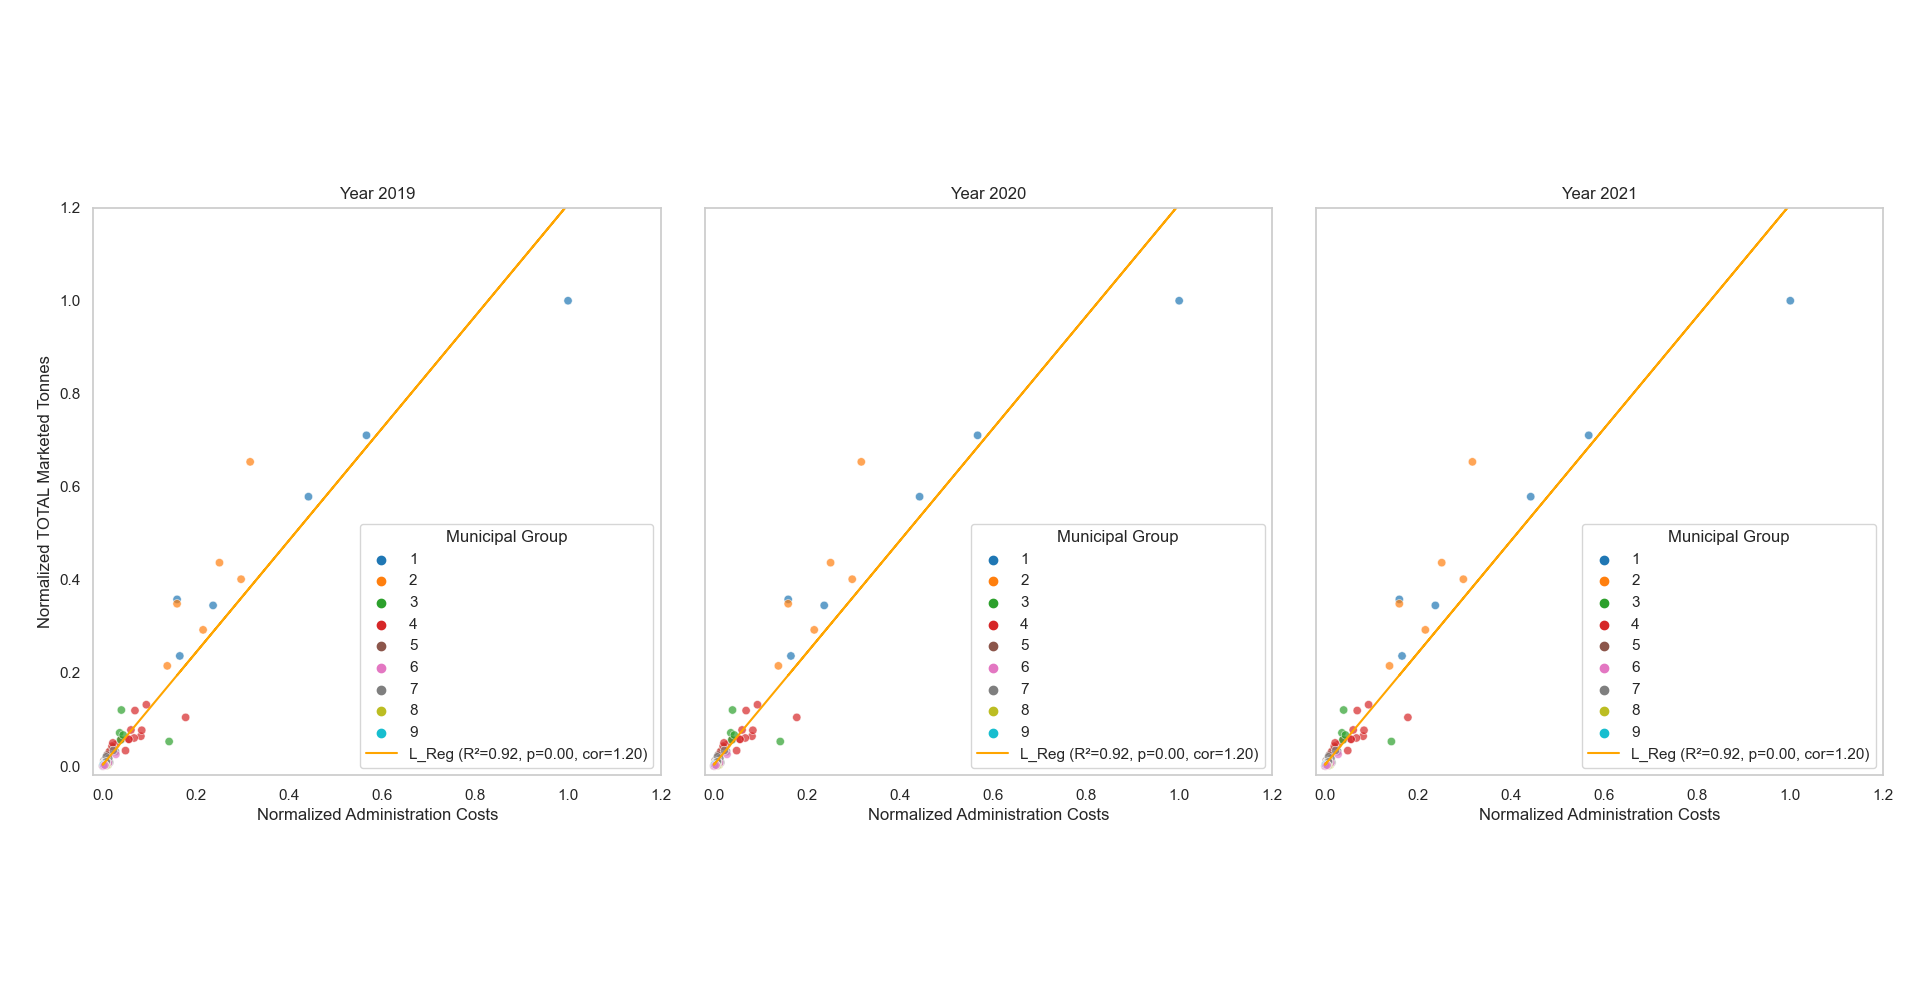 Year 2019
Normalized TOTAL Marketed Tonnes
1.2
1.0
0.8
0.6
0.4
0.2
0.0
Municipal Group
1
2
3
4
5
6
7
8
9
L_Reg (R²=0.92, p=0.00, cor=1.20)
0.0 0.2 0.4 0.6 0.8 1.0 1.2
Normalized Administration Costs
Year 2020
Municipal Group
1
2
3
4
5
6
7
8
9
L_Reg (R²=0.92, p=0.00, cor=1.20)
0.0 0.2 0.4 0.6 0.8 1.0 1.2
Normalized Administration Costs
Year 2021
Municipal Group
1
2
3
4
5
6
7
8
9
L_Reg (R²=0.92, p=0.00, cor=1.20)
0.0 0.2 0.4 0.6 0.8 1.0 1.2
Normalized Administration Costs